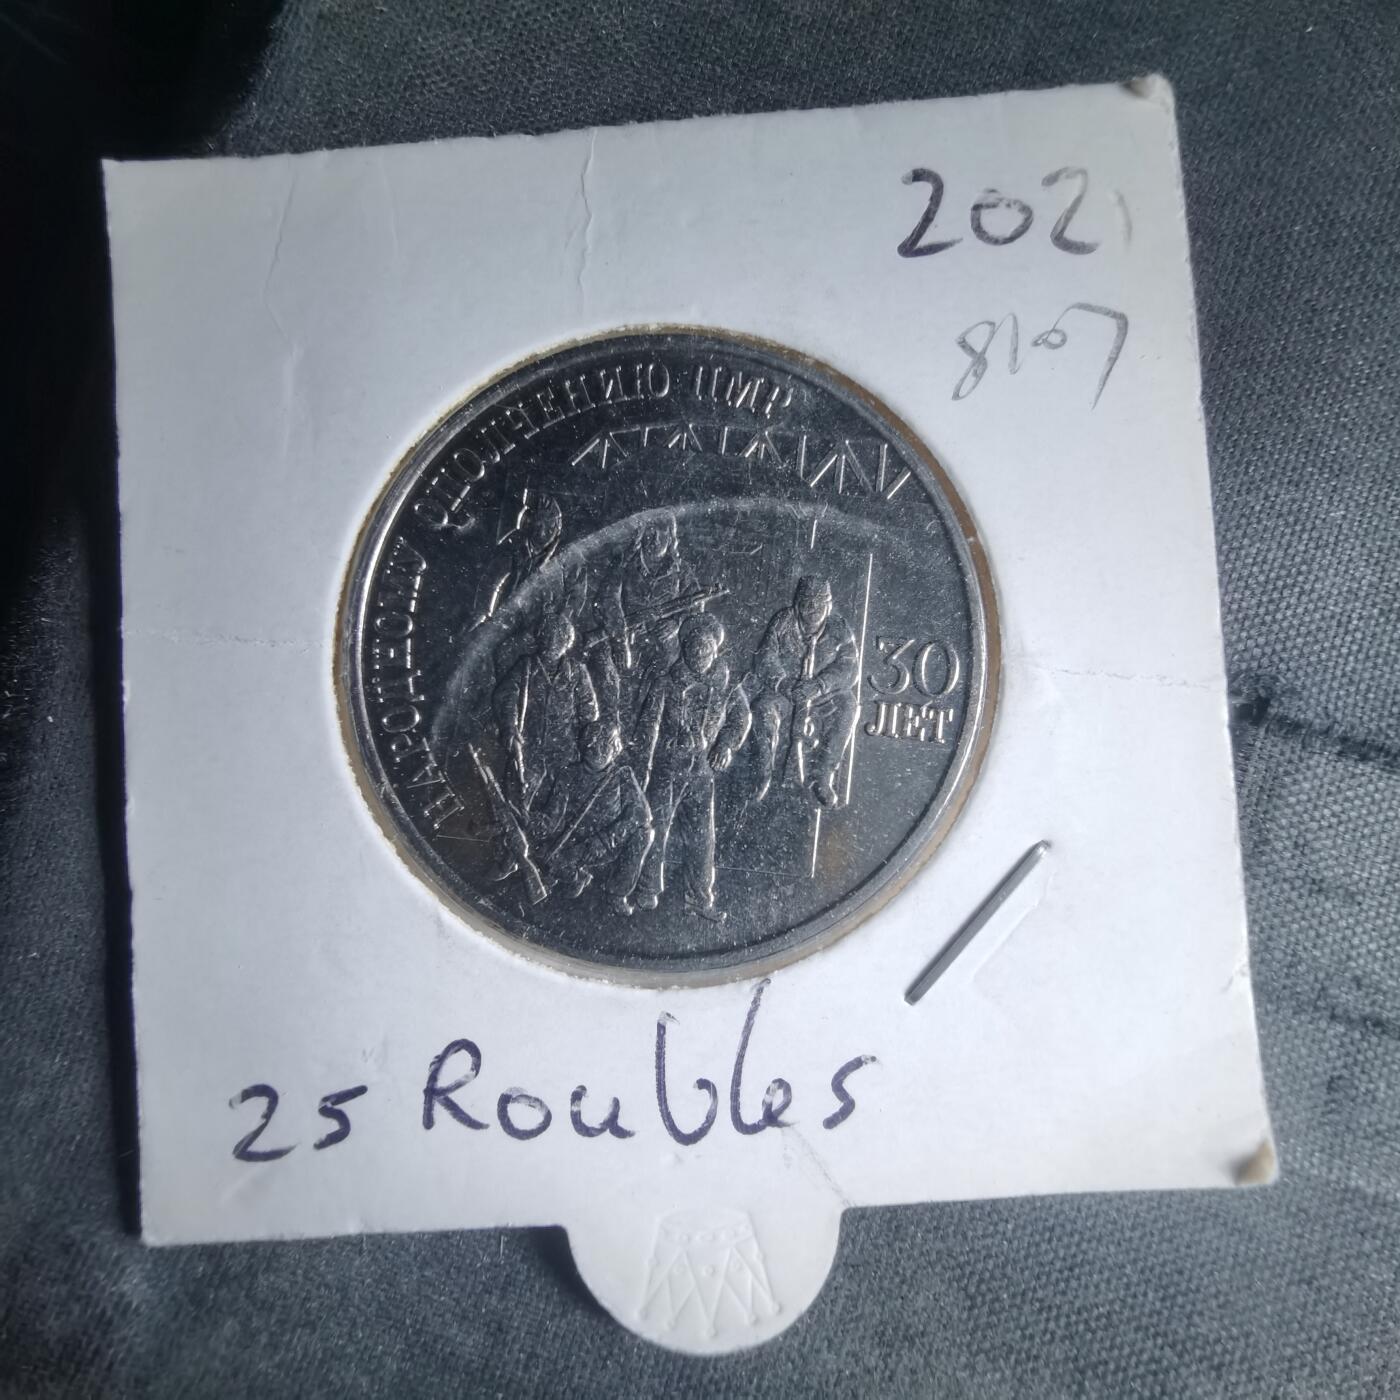 2021
8107
НАРОДНОМУ ОПОЛЧЕНИЮ ПМР
30
ЛЕТ
25 Roubles